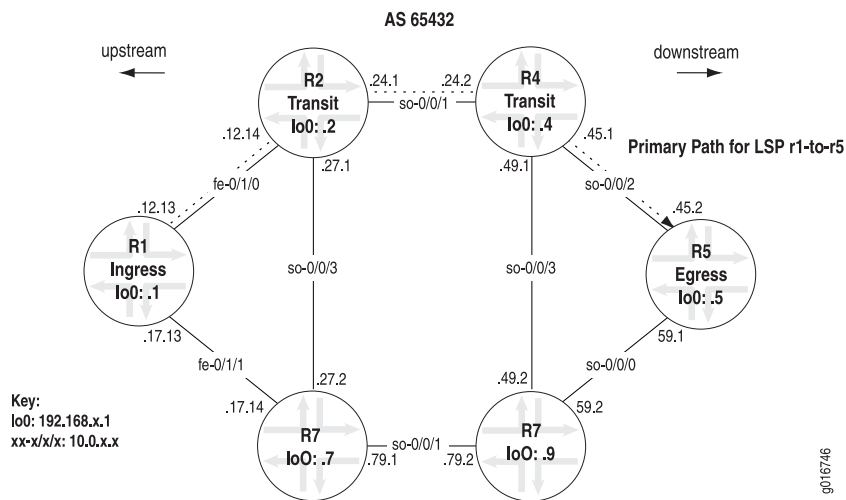 AS 65432
upstream
downstream
R2
Transit
lo0: .2
.24.1
.24.2
so-0/0/1
R4
Transit
lo0: .4
.12.14
.27.1
.49.1
.45.1
Primary Path for LSP r1-to-r5
fe-0/1/0
so-0/0/2
.12.13
.45.2
R1
Ingress
lo0: .1
so-0/0/3
so-0/0/3
R5
Egress
lo0: .5
.17.13
59.1
fe-0/1/1
so-0/0/0
.27.2
.49.2
.17.14
59.2
Key:
lo0: 192.168.x.1
xx-x/x/x: 10.0.x.x
R7
loO: .7
.79.1
so-0/0/1
.79.2
R7
loO: .9
g016746